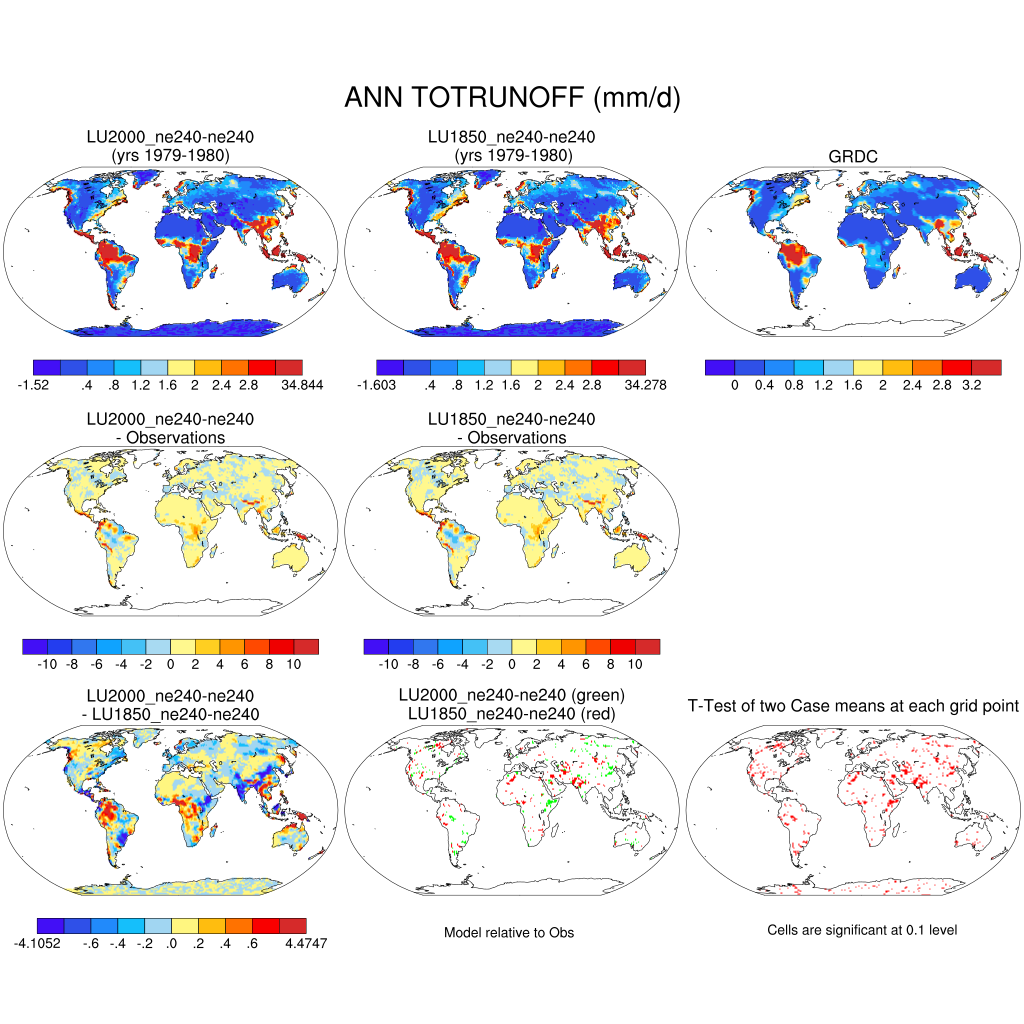 ANN TOTRUNOFF (mm/d)
LU2000_ne240-ne240
(yrs 1979-1980)
LU1850_ne240-ne240
(yrs 1979-1980)
GRDC
-1.52 .4 .8 1.2 1.6 2 2.4 2.8 34.844
-1.603 .4 .8 1.2 1.6 2 2.4 2.8 34.278
0 0.4 0.8 1.2 1.6 2 2.4 2.8 3.2
LU2000_ne240-ne240
- Observations
LU1850_ne240-ne240
- Observations
-10 -8 -6 -4 -2 0 2 4 6 8 10
-10 -8 -6 -4 -2 0 2 4 6 8 10
LU2000_ne240-ne240
- LU1850_ne240-ne240
LU2000_ne240-ne240 (green)
LU1850_ne240-ne240 (red)
T-Test of two Case means at each grid point
-4.1052 -.6 -.4 -.2 .0 .2 .4 .6 4.4747
Model relative to Obs
Cells are significant at 0.1 level